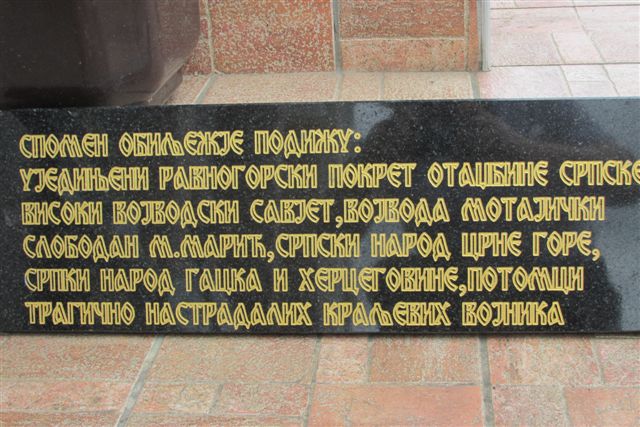 СПОМЕН ОБИЉЕЖЈЕ ПОДИЖУ:
УЈЕДИЊЕНИ РАВНОГОРСКИ ПОКРЕТ ОТАЏБИНЕ СРПСКЕ
ВИСОКИ ВОЈВОДСКИ САВЈЕТ,ВОЈВОДА МОТАЈИЧКИ
СЛОБОДАН М.МАРИЋ,СРПСКИ НАРОД ЦРНЕ ГОРЕ,
СРПКИ НАРОД ГАЦКА И ХЕРЦЕГОВИНЕ,ПОТОМЦИ
ТРАГИЧНО НАСТРАДАЛИХ КРАЉЕВИХ ВОЈНИКА